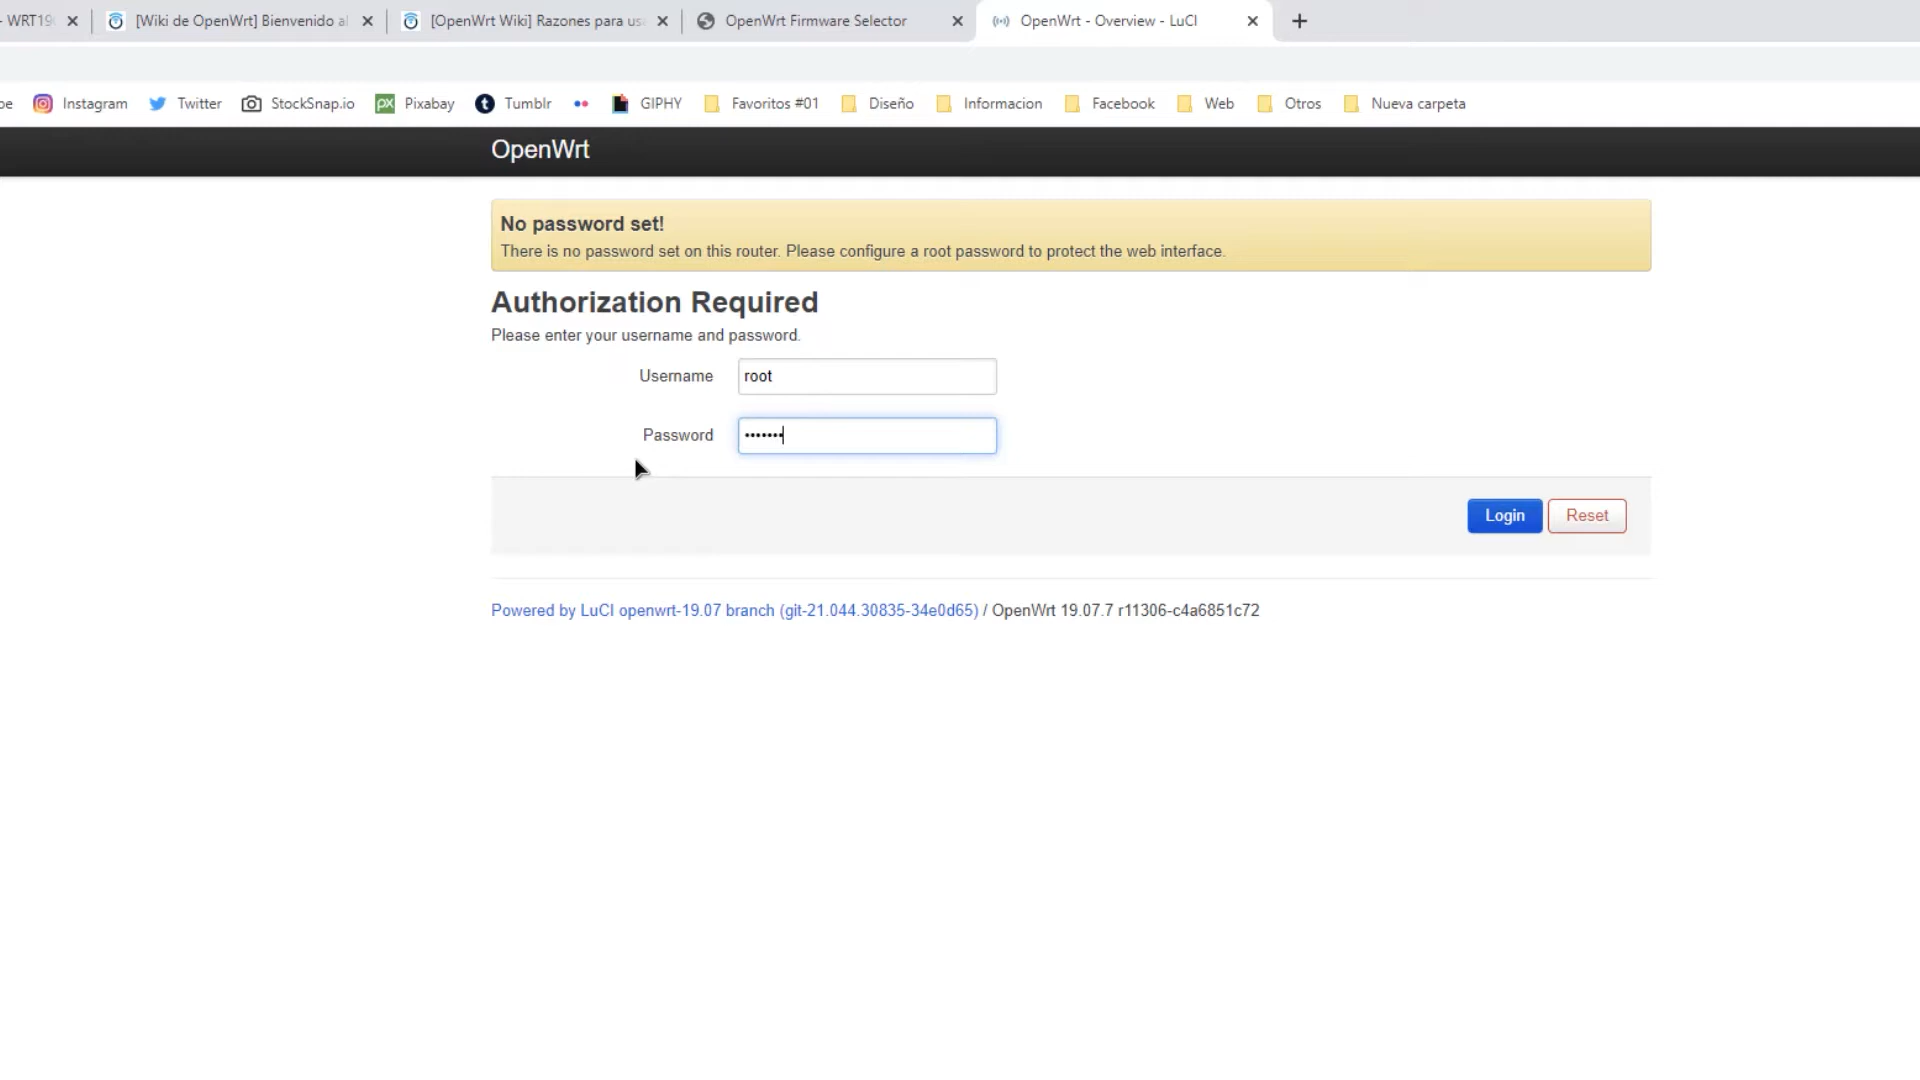 - WRT19
[Wiki de OpenWrt] Bienvenido al
[OpenWrt Wiki] Razones para us
OpenWrt Firmware Selector
OpenWrt - Overview - LuCI
be
Instagram
Twitter
StockSnap.io
Pixabay
Tumblr
GIPHY
Favoritos #01
Diseño
Informacion
Facebook
Web
Otros
Nueva carpeta
OpenWrt
No password set!
There is no password set on this router. Please configure a root password to protect the web interface.
Authorization Required
Please enter your username and password.
Username
root
Password
•••••••
Login
Reset
Powered by LuCI openwrt-19.07 branch (git-21.044.30835-34e0d65) / OpenWrt 19.07.7 r11306-c4a6851c72